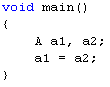 void main()
{
    A a1, a2;
    a1 = a2;
}